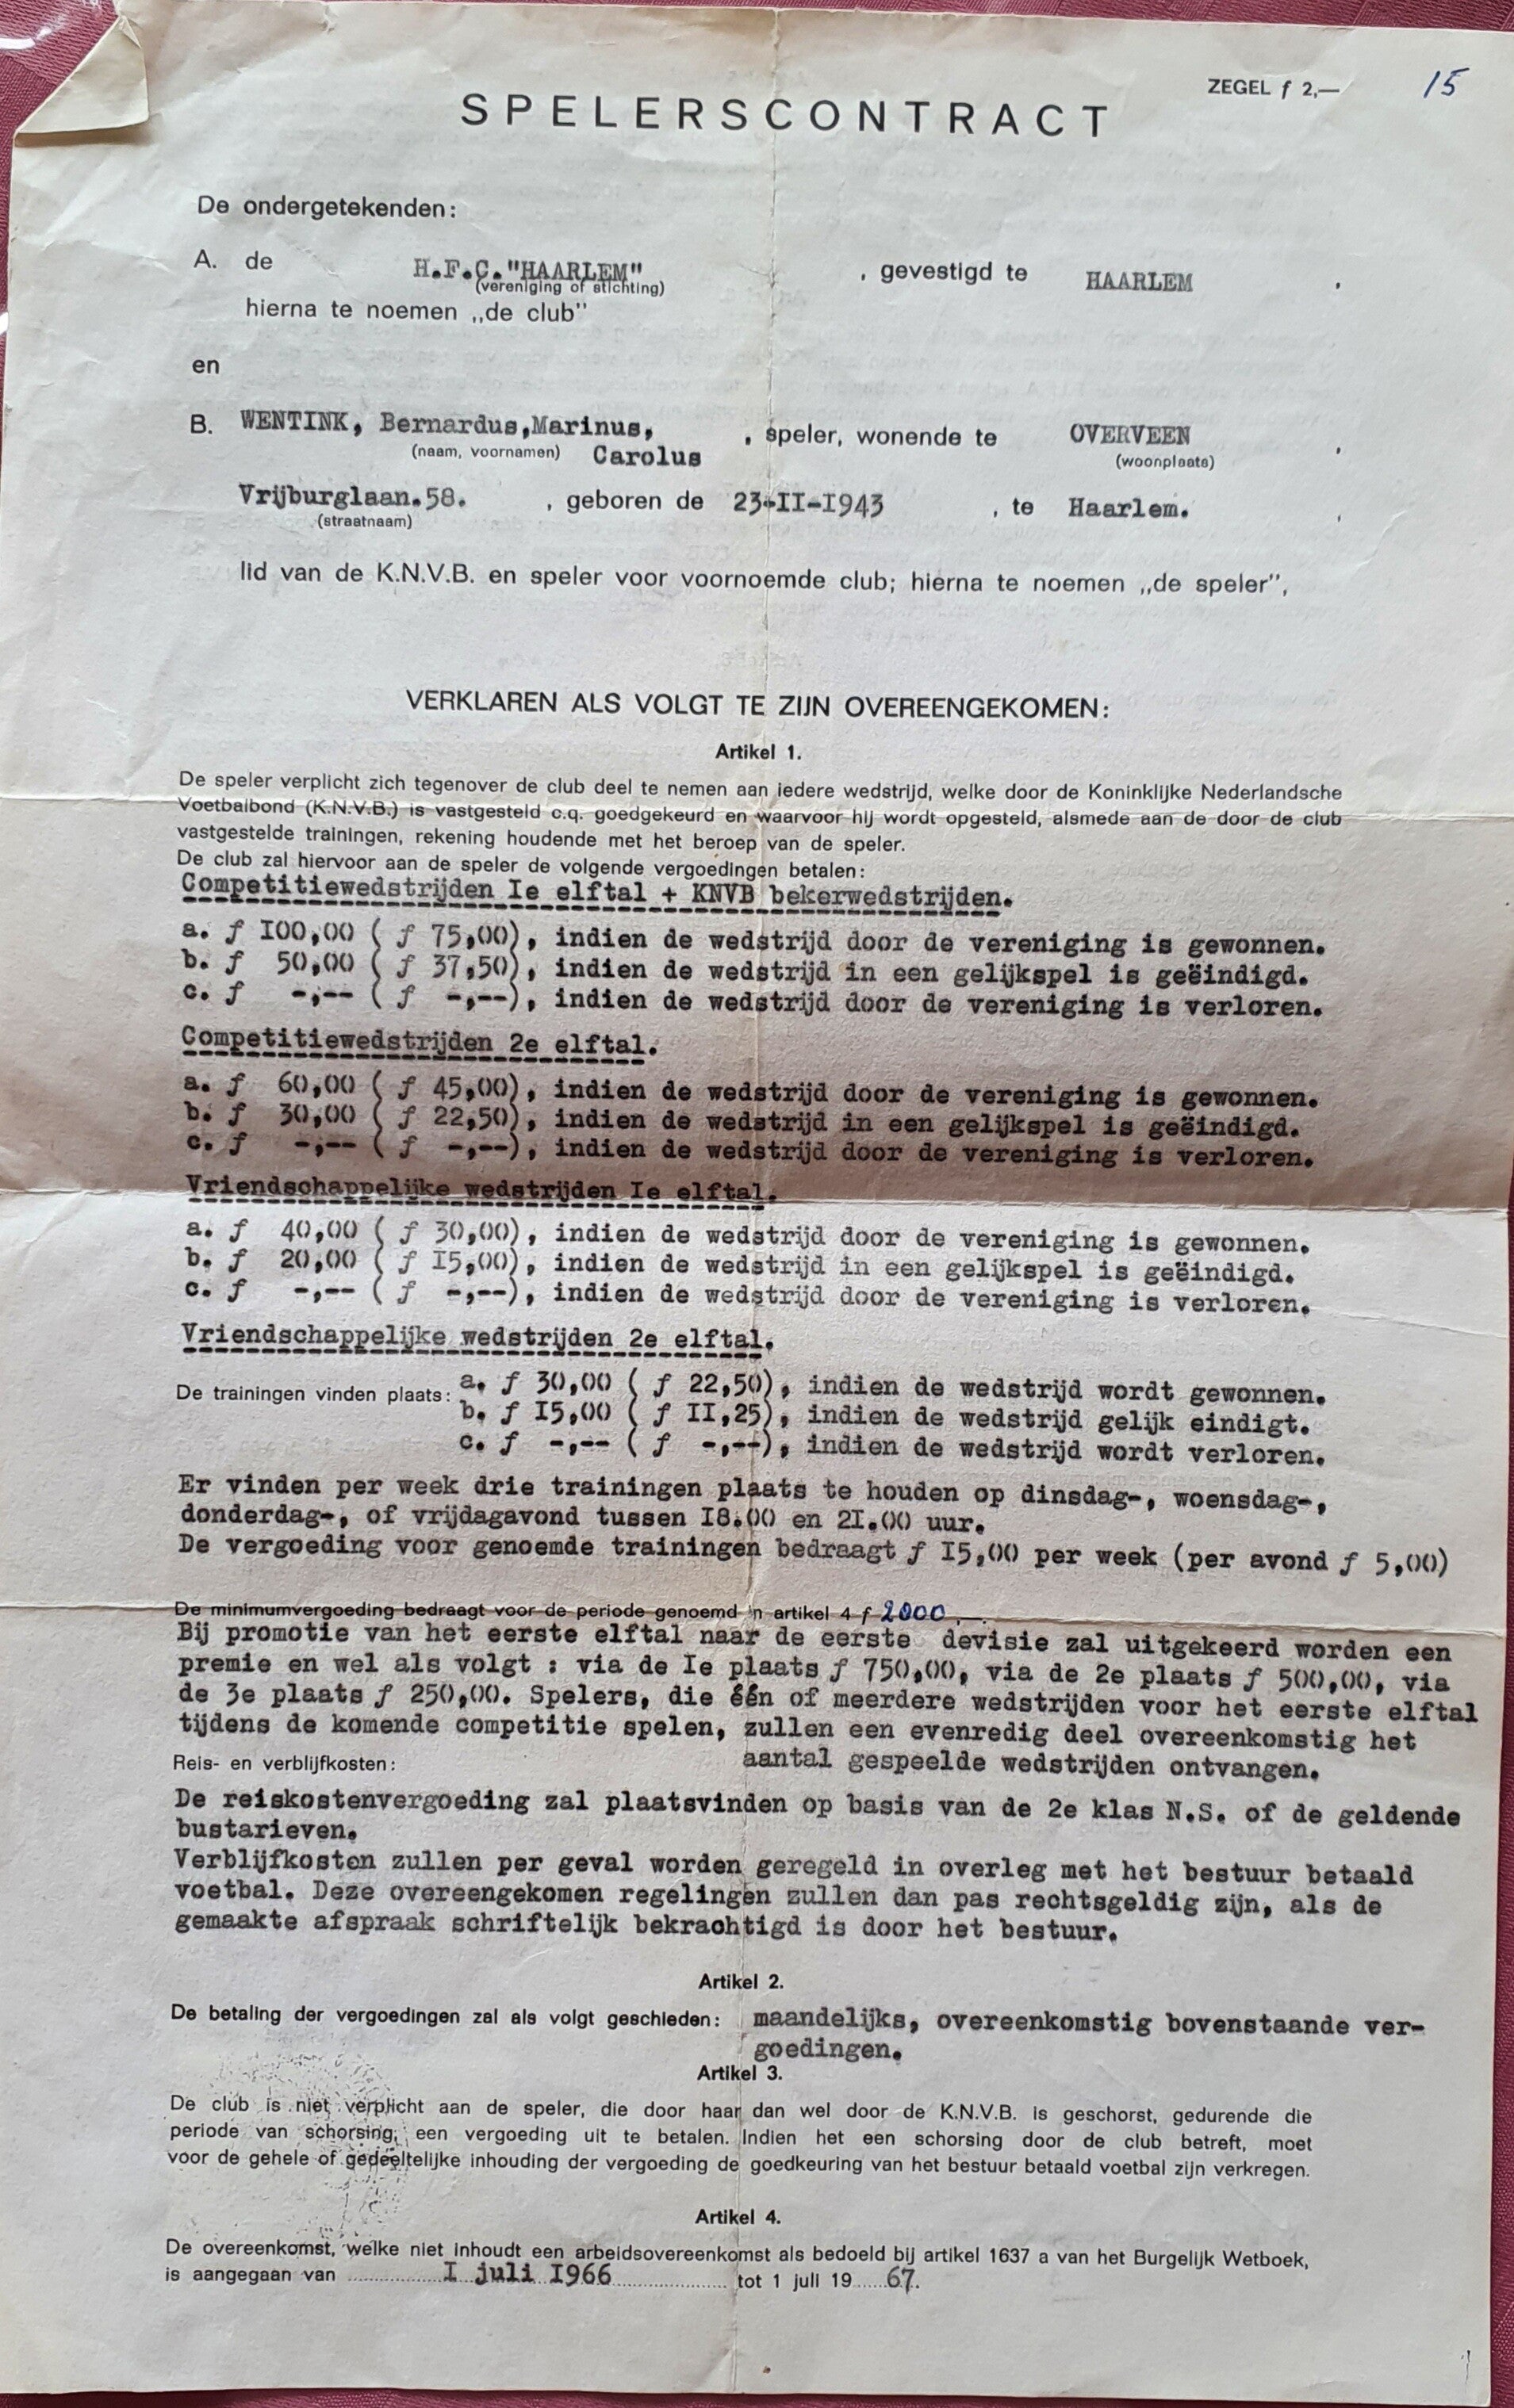 ZEGEL ƒ 2,— 15
SPELERSCONTRACT
De ondergetekenden:
A. de H.F.C."HAARLEM" , gevestigd te HAARLEM .
(vereniging of stichting)
hierna te noemen „de club"
en
B. WENTINK, Bernardus,Marinus, , speler, wonende te OVERVEEN ,
(naam, voornamen) Carolus (woonplaats)
Vrijburglaan.58. , geboren de 23-II-I943 , te Haarlem. ,
(straatnaam)
lid van de K.N.V.B. en speler voor voornoemde club; hierna te noemen „de speler",
VERKLAREN ALS VOLGT TE ZIJN OVEREENGEKOMEN:
Artikel 1.
De speler verplicht zich tegenover de club deel te nemen aan iedere wedstrijd, welke door de Koninklijke Nederlandsche
Voetbalbond (K.N.V.B.) is vastgesteld c.q. goedgekeurd en waarvoor hij wordt opgesteld, alsmede aan de door de club
vastgestelde trainingen, rekening houdende met het beroep van de speler.
De club zal hiervoor aan de speler de volgende vergoedingen betalen:
Competitiewedstrijden Ie elftal + KNVB bekerwedstrijden.
a. ƒ I00,00 ( ƒ 75,00), indien de wedstrijd door de vereniging is gewonnen.
b. ƒ 50,00 ( ƒ 37,50), indien de wedstrijd in een gelijkspel is geëindigd.
c. ƒ -,-- ( ƒ -,--), indien de wedstrijd door de vereniging is verloren.
Competitiewedstrijden 2e elftal.
a. ƒ 60,00 ( ƒ 45,00), indien de wedstrijd door de vereniging is gewonnen.
b. ƒ 30,00 ( ƒ 22,50), indien de wedstrijd in een gelijkspel is geëindigd.
c. ƒ -,-- ( ƒ -,--), indien de wedstrijd door de vereniging is verloren.
Vriendschappelijke wedstrijden Ie elftal.
a. ƒ 40,00 ( ƒ 30,00), indien de wedstrijd door de vereniging is gewonnen.
b. ƒ 20,00 ( ƒ I5,00), indien de wedstrijd in een gelijkspel is geëindigd.
c. ƒ -,-- ( ƒ -,--), indien de wedstrijd door de vereniging is verloren.
Vriendschappelijke wedstrijden 2e elftal.
De trainingen vinden plaats: a. ƒ 30,00 ( ƒ 22,50), indien de wedstrijd wordt gewonnen.
b. ƒ I5,00 ( ƒ II,25), indien de wedstrijd gelijk eindigt.
c. ƒ -,-- ( ƒ -,--), indien de wedstrijd wordt verloren.
Er vinden per week drie trainingen plaats te houden op dinsdag-, woensdag-,
donderdag-, of vrijdagavond tussen I8.00 en 2I.00 uur.
De vergoeding voor genoemde trainingen bedraagt ƒ I5,00 per week (per avond ƒ 5,00)
De minimumvergoeding bedraagt voor de periode genoemd in artikel 4 ƒ 2000,—.
Bij promotie van het eerste elftal naar de eerste devisie zal uitgekeerd worden een
premie en wel als volgt : via de Ie plaats ƒ 750,00, via de 2e plaats ƒ 500,00, via
de 3e plaats ƒ 250,00. Spelers, die één of meerdere wedstrijden voor het eerste elftal
tijdens de komende competitie spelen, zullen een evenredig deel overeenkomstig het
Reis- en verblijfkosten: aantal gespeelde wedstrijden ontvangen.
De reiskostenvergoeding zal plaatsvinden op basis van de 2e klas N.S. of de geldende
bustarieven.
Verblijfkosten zullen per geval worden geregeld in overleg met het bestuur betaald
voetbal. Deze overeengekomen regelingen zullen dan pas rechtsgeldig zijn, als de
gemaakte afspraak schriftelijk bekrachtigd is door het bestuur.
Artikel 2.
De betaling der vergoedingen zal als volgt geschieden: maandelijks, overeenkomstig bovenstaande ver-
goedingen.
Artikel 3.
De club is niet verplicht aan de speler, die door haar dan wel door de K.N.V.B. is geschorst, gedurende die
periode van schorsing, een vergoeding uit te betalen. Indien het een schorsing door de club betreft, moet
voor de gehele of gedeeltelijke inhouding der vergoeding de goedkeuring van het bestuur betaald voetbal zijn verkregen.
Artikel 4.
De overeenkomst, welke niet inhoudt een arbeidsovereenkomst als bedoeld bij artikel 1637 a van het Burgelijk Wetboek,
is aangegaan van I juli I966 tot 1 juli 19 67.